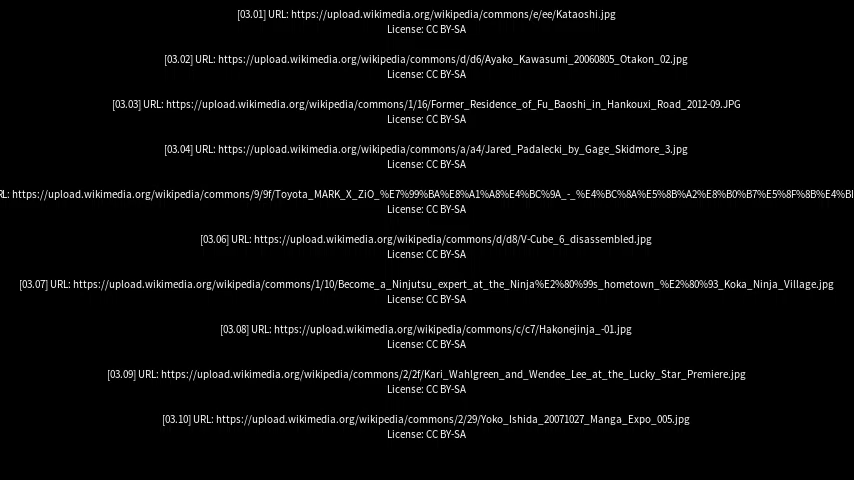 [03.01] URL: https://upload.wikimedia.org/wikipedia/commons/e/ee/Kataoshi.jpg
License: CC BY-SA
[03.02] URL: https://upload.wikimedia.org/wikipedia/commons/d/d6/Ayako_Kawasumi_20060805_Otakon_02.jpg
License: CC BY-SA
[03.03] URL: https://upload.wikimedia.org/wikipedia/commons/1/16/Former_Residence_of_Fu_Baoshi_in_Hankouxi_Road_2012-09.JPG
License: CC BY-SA
[03.04] URL: https://upload.wikimedia.org/wikipedia/commons/a/a4/Jared_Padalecki_by_Gage_Skidmore_3.jpg
License: CC BY-SA
RL: https://upload.wikimedia.org/wikipedia/commons/9/9f/Toyota_MARK_X_ZiO_%E7%99%BA%E8%A1%A8%E4%BC%9A_-_%E4%BC%8A%E5%8B%A2%E8%B0%B7%E5%8F%8B%E4%B
License: CC BY-SA
[03.06] URL: https://upload.wikimedia.org/wikipedia/commons/d/d8/V-Cube_6_disassembled.jpg
License: CC BY-SA
[03.07] URL: https://upload.wikimedia.org/wikipedia/commons/1/10/Become_a_Ninjutsu_expert_at_the_Ninja%E2%80%99s_hometown_%E2%80%93_Koka_Ninja_Village.jpg
License: CC BY-SA
[03.08] URL: https://upload.wikimedia.org/wikipedia/commons/c/c7/Hakonejinja_-01.jpg
License: CC BY-SA
[03.09] URL: https://upload.wikimedia.org/wikipedia/commons/2/2f/Kari_Wahlgreen_and_Wendee_Lee_at_the_Lucky_Star_Premiere.jpg
License: CC BY-SA
[03.10] URL: https://upload.wikimedia.org/wikipedia/commons/2/29/Yoko_Ishida_20071027_Manga_Expo_005.jpg
License: CC BY-SA